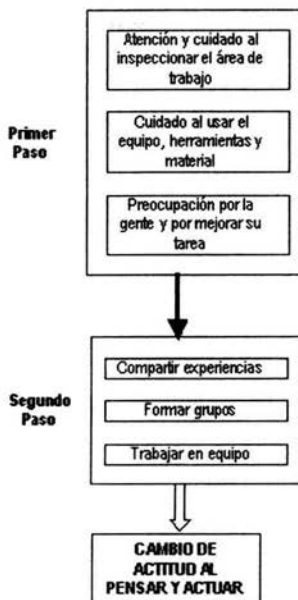 Atención y cuidado al
inspeccionar el área de
trabajo
Primer
Paso
Cuidado al usar el
equipo, herramientas y
material
Preocupación por la
gente y por mejorar su
tarea
Segundo
Paso
Compartir experiencias
Formar grupos
Trabajar en equipo
CAMBIO DE
ACTITUD AL
PENSAR Y ACTUAR